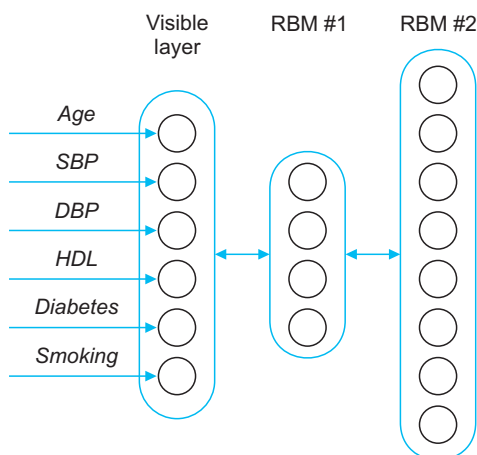 Visible
layer
RBM #1
RBM #2
Age
SBP
DBP
HDL
Diabetes
Smoking